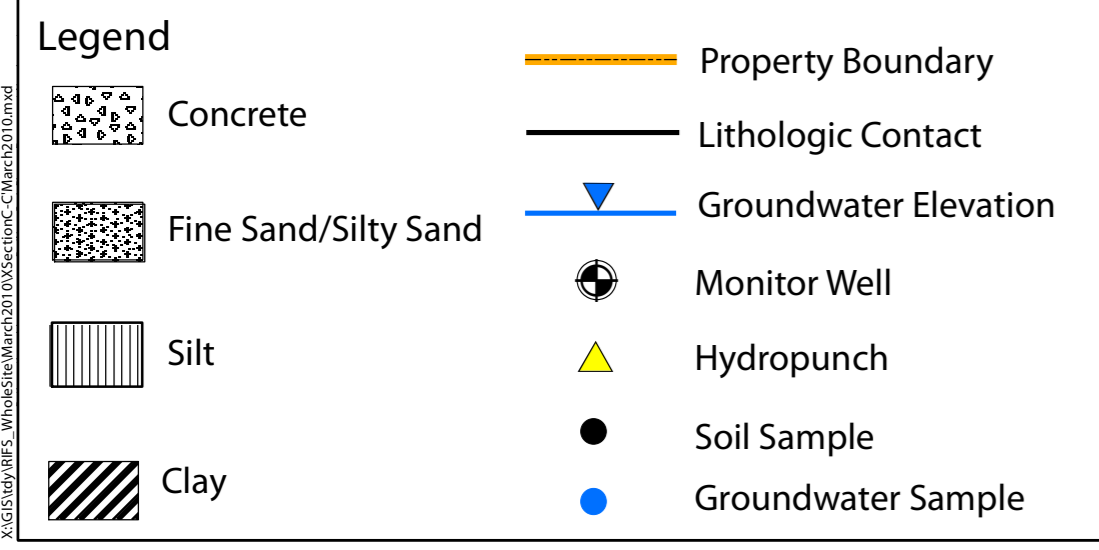 Legend
Concrete
Fine Sand/Silty Sand
Silt
Clay
Property Boundary
Lithologic Contact
Groundwater Elevation
Monitor Well
Hydropunch
Soil Sample
Groundwater Sample
X:\GIS\tdy\RIFS_WholeSite\March2010\XSectionC-C'March2010.mxd